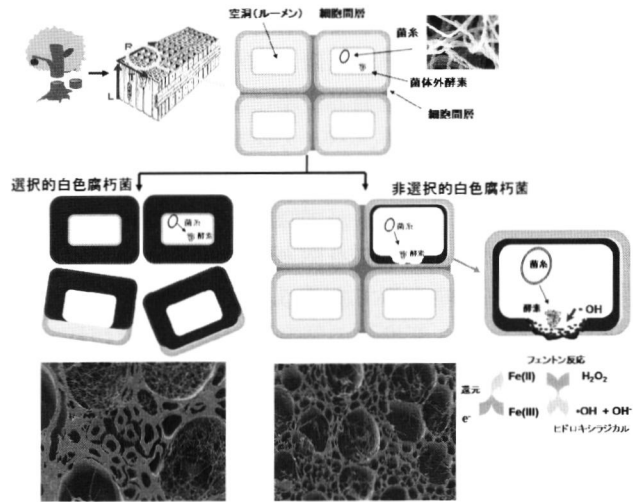 空洞(ルーメン)
細胞間層
菌糸
菌体外酵素
細胞間層
R
L
選択的白色腐朽菌
非選択的白色腐朽菌
菌糸
酵素
菌糸
酵素
菌糸
酵素
・OH
フェントン反応
還元
Fe(II)
H₂O₂
e⁻
Fe(III)
・OH + OH⁻
ヒドロキシラジカル